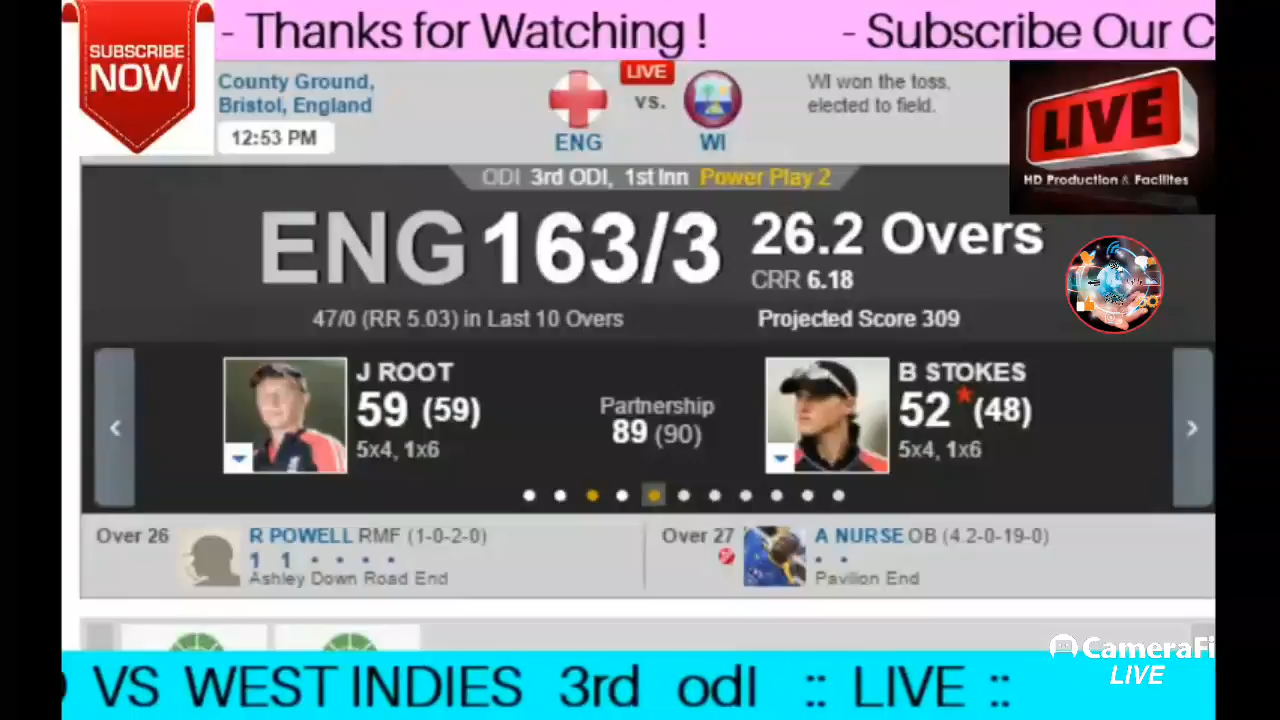 SUBSCRIBE
NOW
- Thanks for Watching !
- Subscribe Our C
County Ground,
Bristol, England
12:53 PM
LIVE
vs.
ENG
WI
WI won the toss,
elected to field.
LIVE
HD Production & Facilites
ODI 3rd ODI, 1st Inn Power Play 2
ENG 163/3
26.2 Overs
CRR 6.18
47/0 (RR 5.03) in Last 10 Overs
Projected Score 309
J ROOT
59 (59)
5x4, 1x6
Partnership
89 (90)
B STOKES
52* (48)
5x4, 1x6
Over 26
R POWELL RMF (1-0-2-0)
1 1 • • • •
Ashley Down Road End
Over 27
A NURSE OB (4.2-0-19-0)
• •
Pavilion End
CameraFi
LIVE
VS WEST INDIES 3rd odI :: LIVE ::